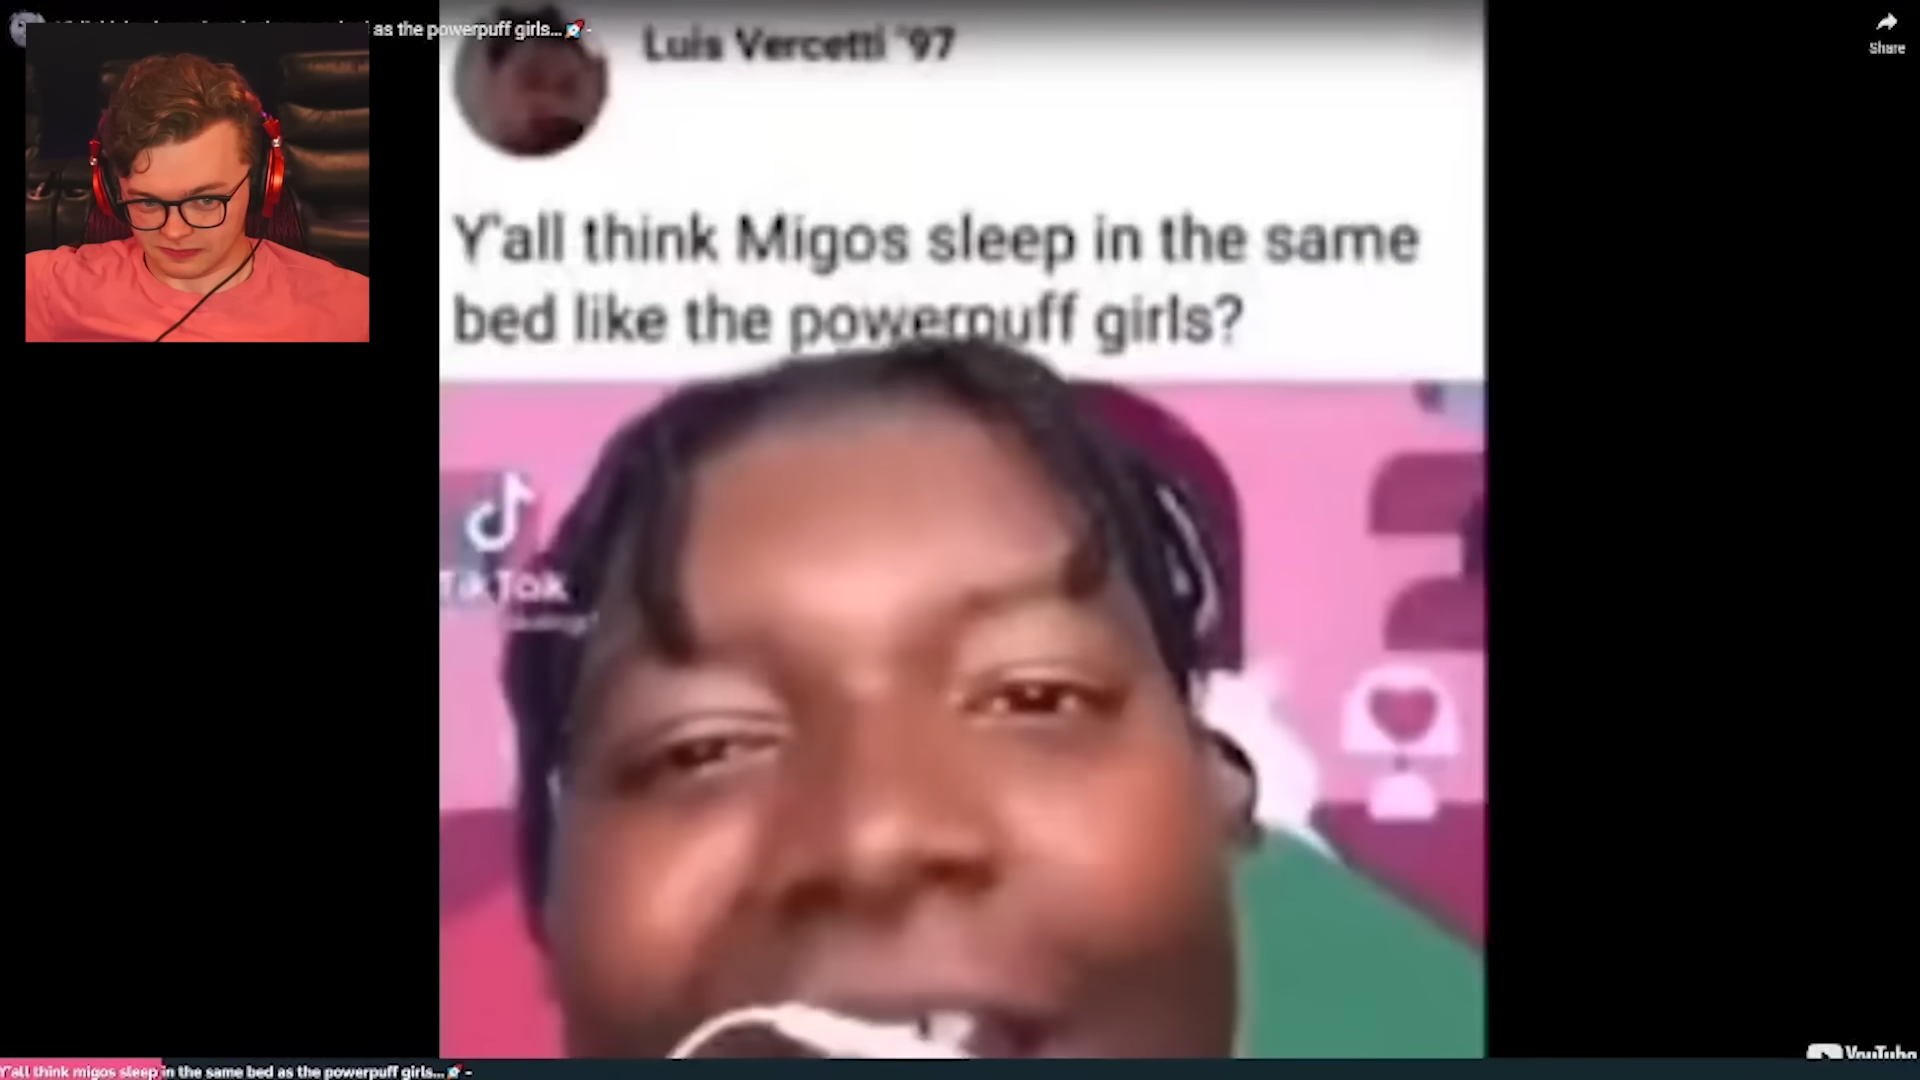 as the powerpuff girls...
Share
Luis Vercetti '97
Y'all think Migos sleep in the same
bed like the powerpuff girls?
TikTok
YouTube
Y'all think migos sleep in the same bed as the powerpuff girls... -